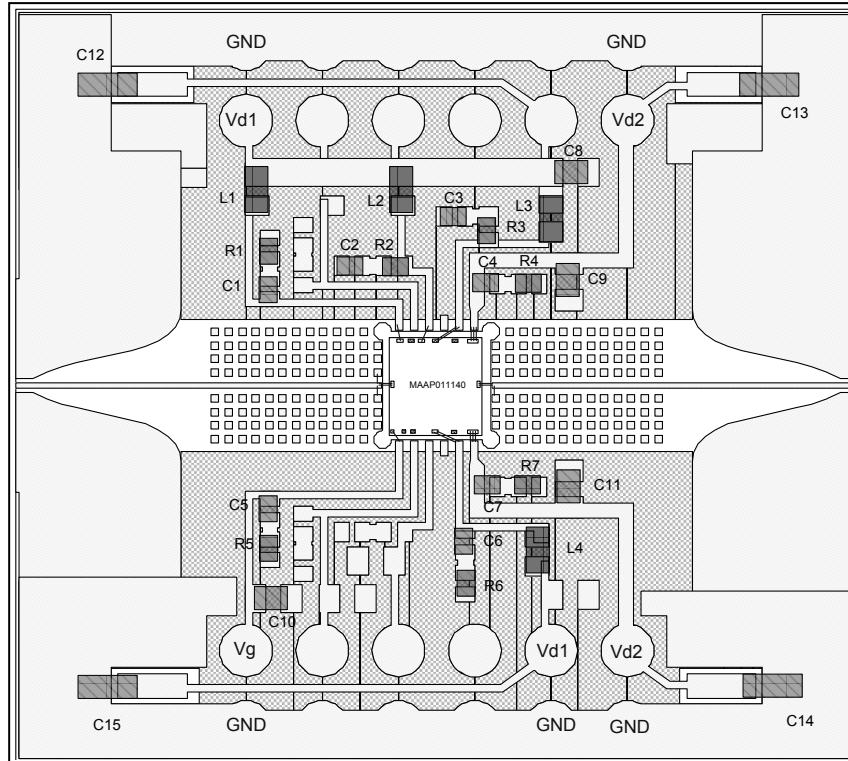 GND
GND
C12
C13
Vd1
Vd2
C8
L1
L2
C3
L3
R3
R1
C2
R2
C4
R4
C9
C1
MAAP011140
R7
C11
C7
C5
C6
R5
L4
R6
C10
Vg
Vd1
Vd2
C15
C14
GND
GND
GND